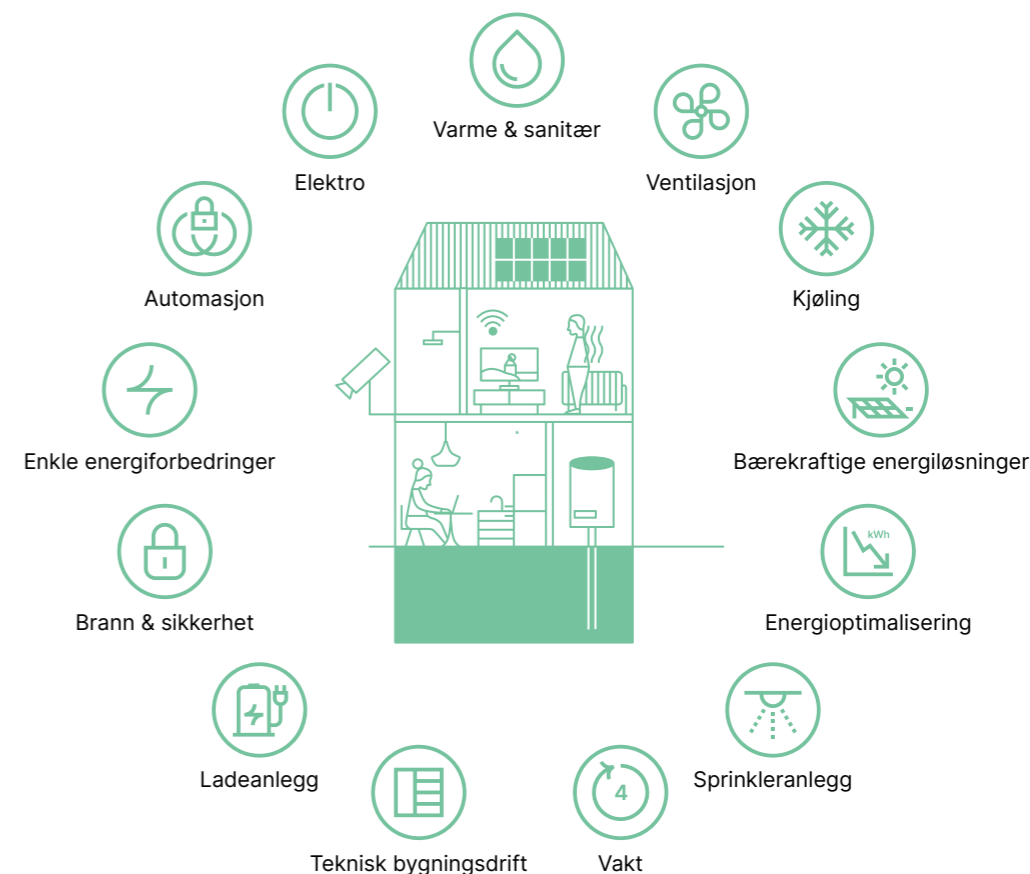 Varme & sanitær
Elektro
Ventilasjon
Automasjon
Kjøling
Enkle energiforbedringer
Bærekraftige energiløsninger
kWh
Brann & sikkerhet
Energioptimalisering
Ladeanlegg
Sprinkleranlegg
4
Teknisk bygningsdrift
Vakt